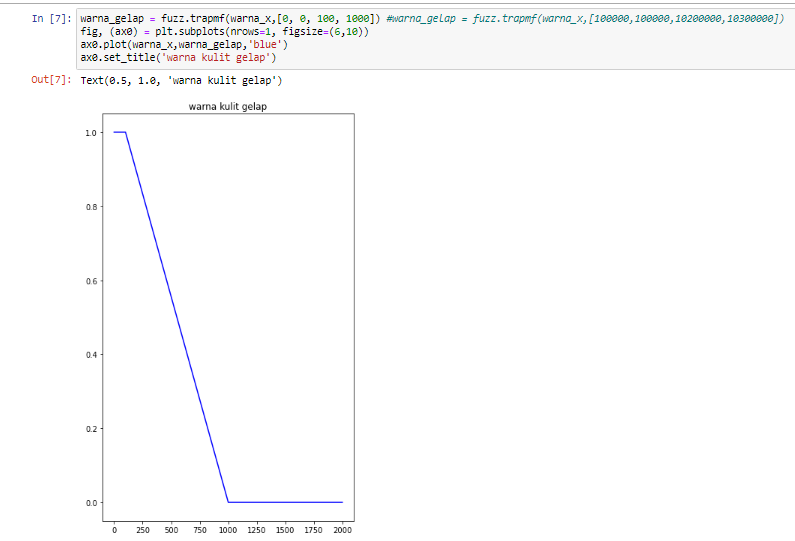 In [7]: warna_gelap = fuzz.trapmf(warna_x,[0, 0, 100, 1000]) #warna_gelap = fuzz.trapmf(warna_x,[100000,100000,10200000,10300000])
fig, (ax0) = plt.subplots(nrows=1, figsize=(6,10))
ax0.plot(warna_x,warna_gelap,'blue')
ax0.set_title('warna kulit gelap')
Out[7]: Text(0.5, 1.0, 'warna kulit gelap')
warna kulit gelap
1.0
0.8
0.6
0.4
0.2
0.0
0 250 500 750 1000 1250 1500 1750 2000